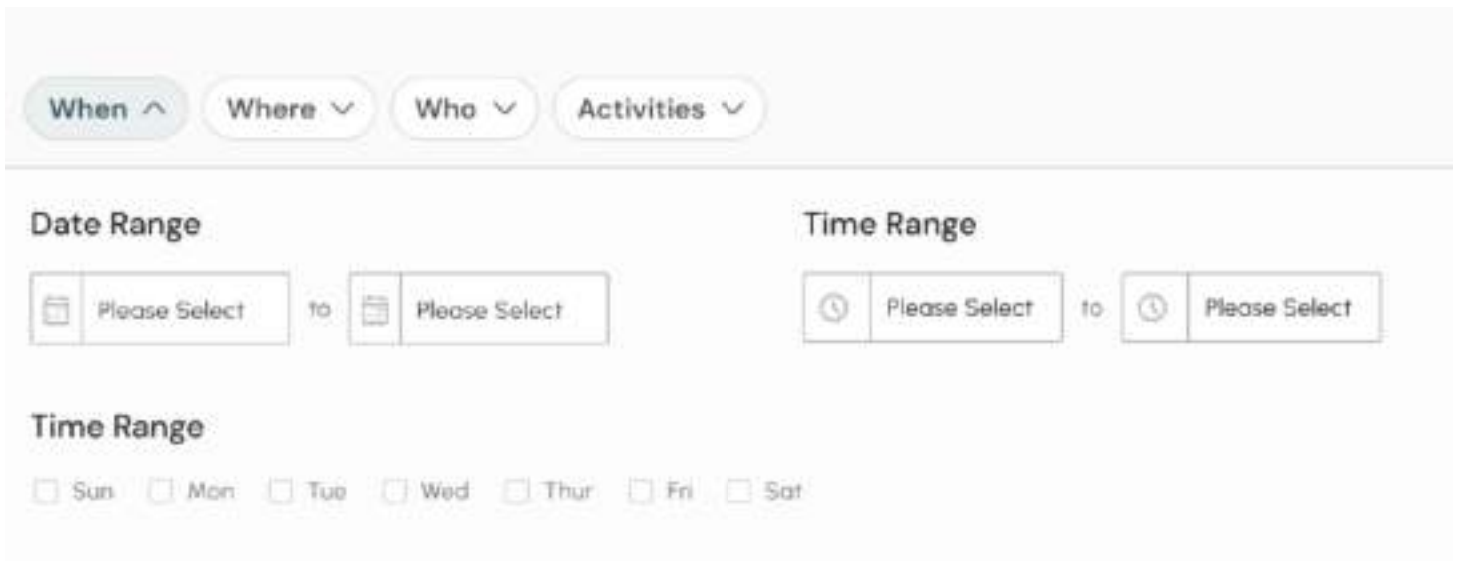 When Where Who Activities
Date Range Time Range
Please Select to Please Select Please Select to Please Select
Time Range
Sun Mon Tue Wed Thur Fri Sat